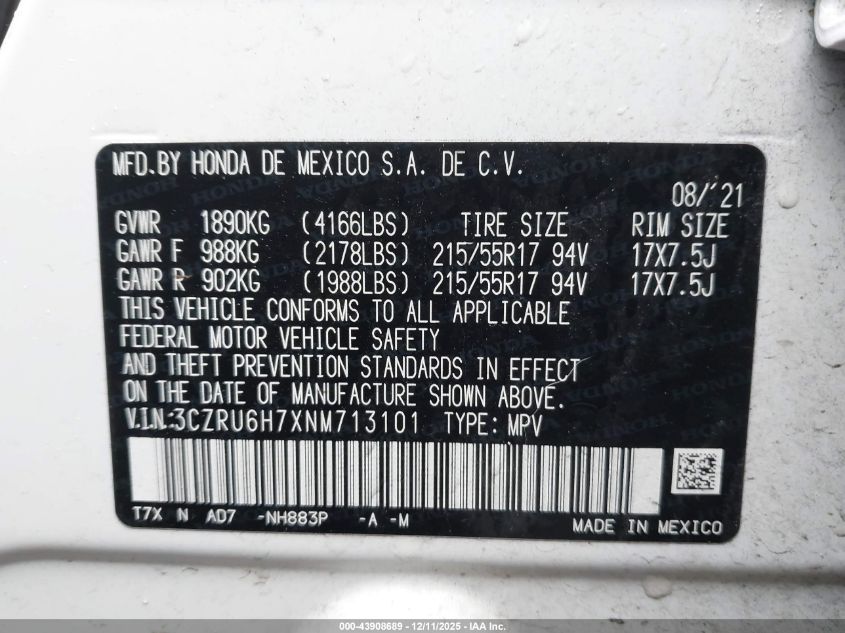 MFD.BY HONDA DE MEXICO S.A. DE C.V.
08/'21
GVWR 1890KG (4166LBS) TIRE SIZE RIM SIZE
GAWR F 988KG (2178LBS) 215/55R17 94V 17X7.5J
GAWR R 902KG (1988LBS) 215/55R17 94V 17X7.5J
THIS VEHICLE CONFORMS TO ALL APPLICABLE
FEDERAL MOTOR VEHICLE SAFETY
AND THEFT PREVENTION STANDARDS IN EFFECT
ON THE DATE OF MANUFACTURE SHOWN ABOVE.
V.I.N:3CZRU6H7XNM713101 TYPE: MPV
T7X N AD7 -NH883P -A -M
MADE IN MEXICO
000-43908689 - 12/11/2025 - IAA Inc.